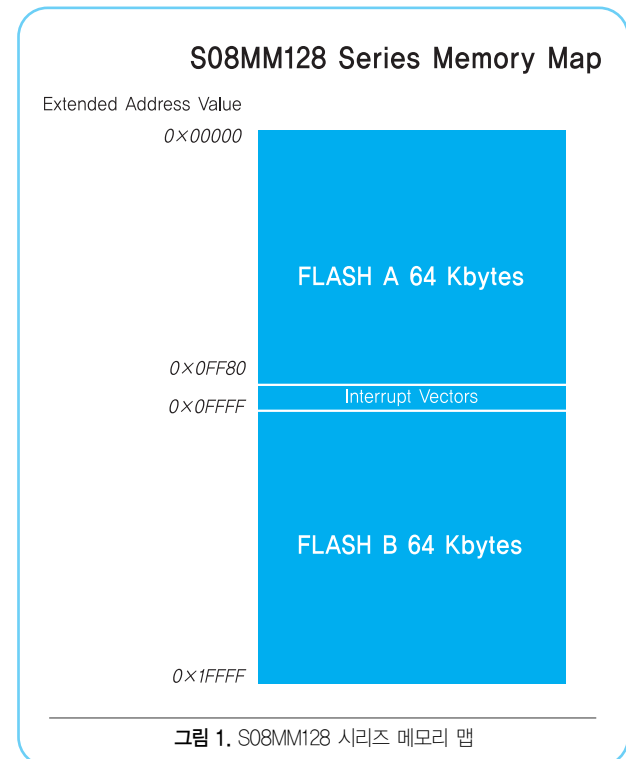 S08MM128 Series Memory Map
Extended Address Value
0×00000
FLASH A 64 Kbytes
0×0FF80
Interrupt Vectors
0×0FFFF
FLASH B 64 Kbytes
0×1FFFF
그림 1. S08MM128 시리즈 메모리 맵